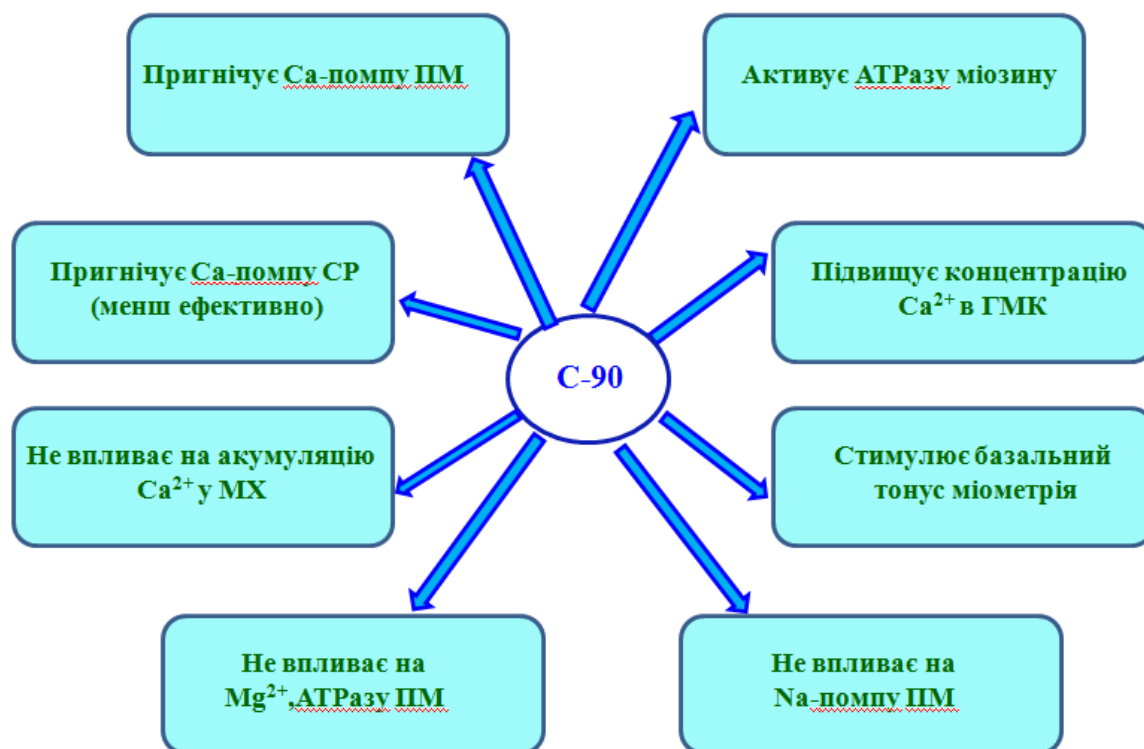 Пригнічує Са-помпу ПМ
Активує АТРазу міозину
Пригнічує Са-помпу СР
(менш ефективно)
Підвищує концентрацію
Са²⁺ в ГМК
С-90
Не впливає на акумуляцію
Са²⁺ у МХ
Стимулює базальний
тонус міометрія
Не впливає на
Mg²⁺,АТРазу ПМ
Не впливає на
Na-помпу ПМ